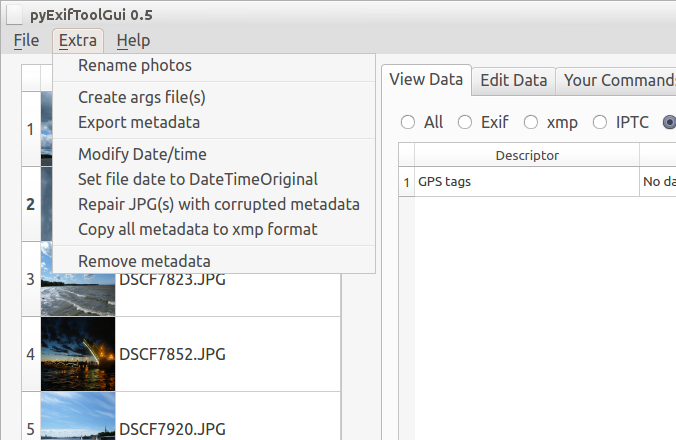 pyExifToolGui 0.5
File Extra Help
Rename photos
Create args file(s)
Export metadata
Modify Date/time
Set file date to DateTimeOriginal
Repair JPG(s) with corrupted metadata
Copy all metadata to xmp format
Remove metadata
1
2
3 DSCF7823.JPG
4 DSCF7852.JPG
5 DSCF7920.JPG
View Data Edit Data Your Commands
All Exif xmp IPTC
Descriptor
1 GPS tags No da